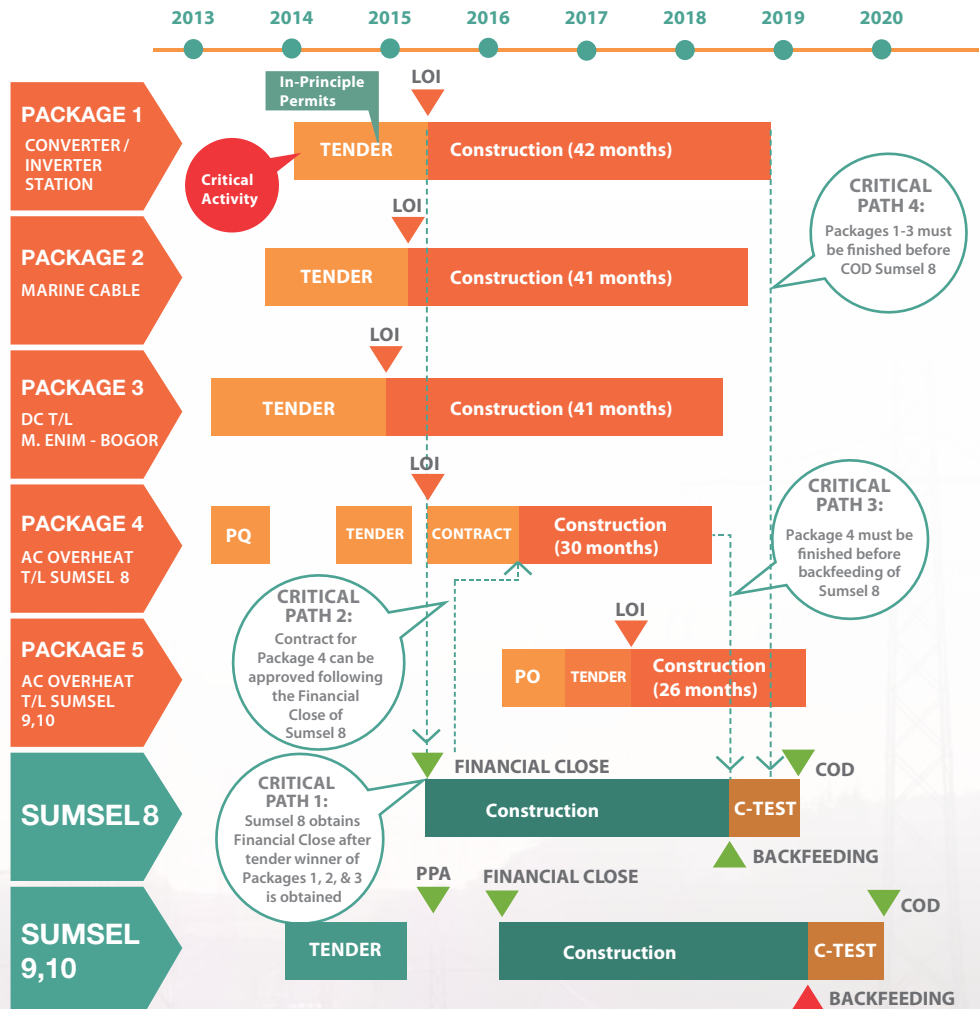 2013 2014 2015 2016 2017 2018 2019 2020
PACKAGE 1
CONVERTER /
INVERTER
STATION
Critical
Activity
In-Principle
Permits
TENDER
LOI
Construction (42 months)
CRITICAL
PATH 4:
Packages 1-3 must
be finished before
COD Sumsel 8
PACKAGE 2
MARINE CABLE
TENDER
LOI
Construction (41 months)
PACKAGE 3
DC T/L
M. ENIM - BOGOR
TENDER
LOI
Construction (41 months)
PACKAGE 4
AC OVERHEAT
T/L SUMSEL 8
PQ
TENDER
LOI
CONTRACT
Construction
(30 months)
CRITICAL
PATH 3:
Package 4 must be
finished before
backfeeding of
Sumsel 8
CRITICAL
PATH 2:
Contract for
Package 4 can be
approved following
the Financial
Close of
Sumsel 8
PACKAGE 5
AC OVERHEAT
T/L SUMSEL
9,10
PO
TENDER
LOI
Construction
(26 months)
SUMSEL 8
CRITICAL
PATH 1:
Sumsel 8 obtains
Financial Close after
tender winner of
Packages 1, 2, & 3
is obtained
FINANCIAL CLOSE
Construction
C-TEST
COD
BACKFEEDING
SUMSEL
9,10
TENDER
PPA
FINANCIAL CLOSE
Construction
C-TEST
COD
BACKFEEDING